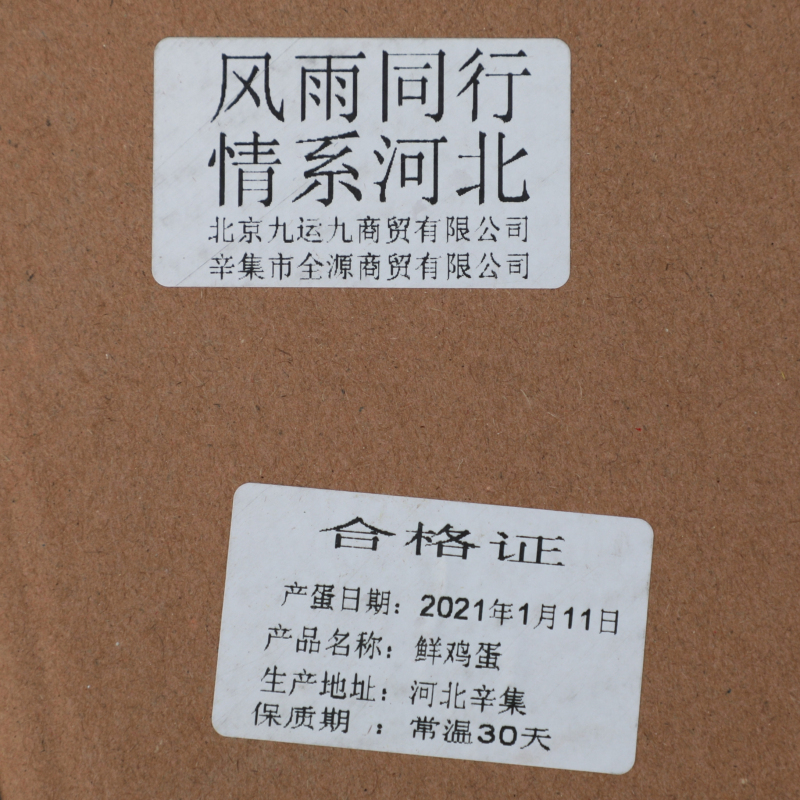 风雨同行
情系河北
北京九运九商贸有限公司
辛集市全源商贸有限公司
合格证
产蛋日期：2021年1月11日
产品名称：鲜鸡蛋
生产地址：河北辛集
保质期 ：常温30天